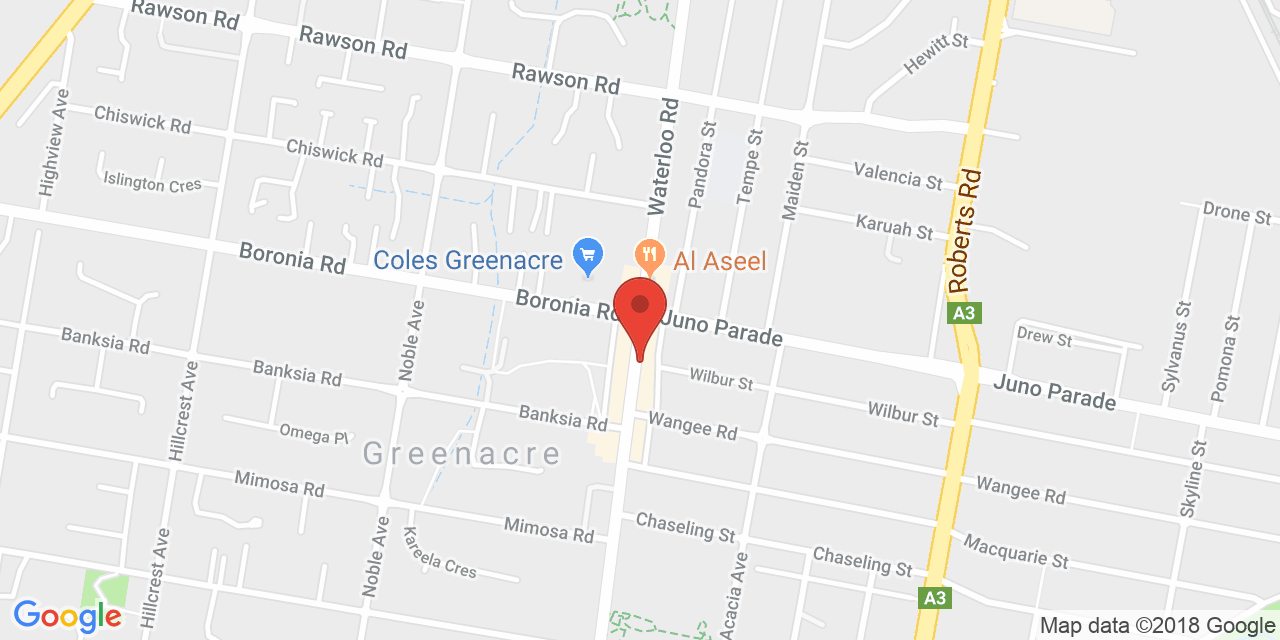 Rawson Rd
Rawson Rd
Rawson Rd
Hewitt St
Highview Ave
Chiswick Rd
Chiswick Rd
Islington Cres
Waterloo Rd
Pandora St
Tempe St
Maiden St
Valencia St
Karuah St
Roberts Rd
Drone St
Boronia Rd
Coles Greenacre
Al Aseel
Boronia Rd
Juno Parade
A3
Drew St
Sylvanus St
Pomona St
Banksia Rd
Noble Ave
Banksia Rd
Wilbur St
Juno Parade
Hillcrest Ave
Banksia Rd
Wangee Rd
Wilbur St
Omega Pl
Greenacre
Mimosa Rd
Wangee Rd
Skyline St
Mimosa Rd
Chaseling St
Kareela Cres
Noble Ave
Hillcrest Ave
Chaseling St
Macquarie St
Acacia Ave
A3
Google
Map data ©2018 Google